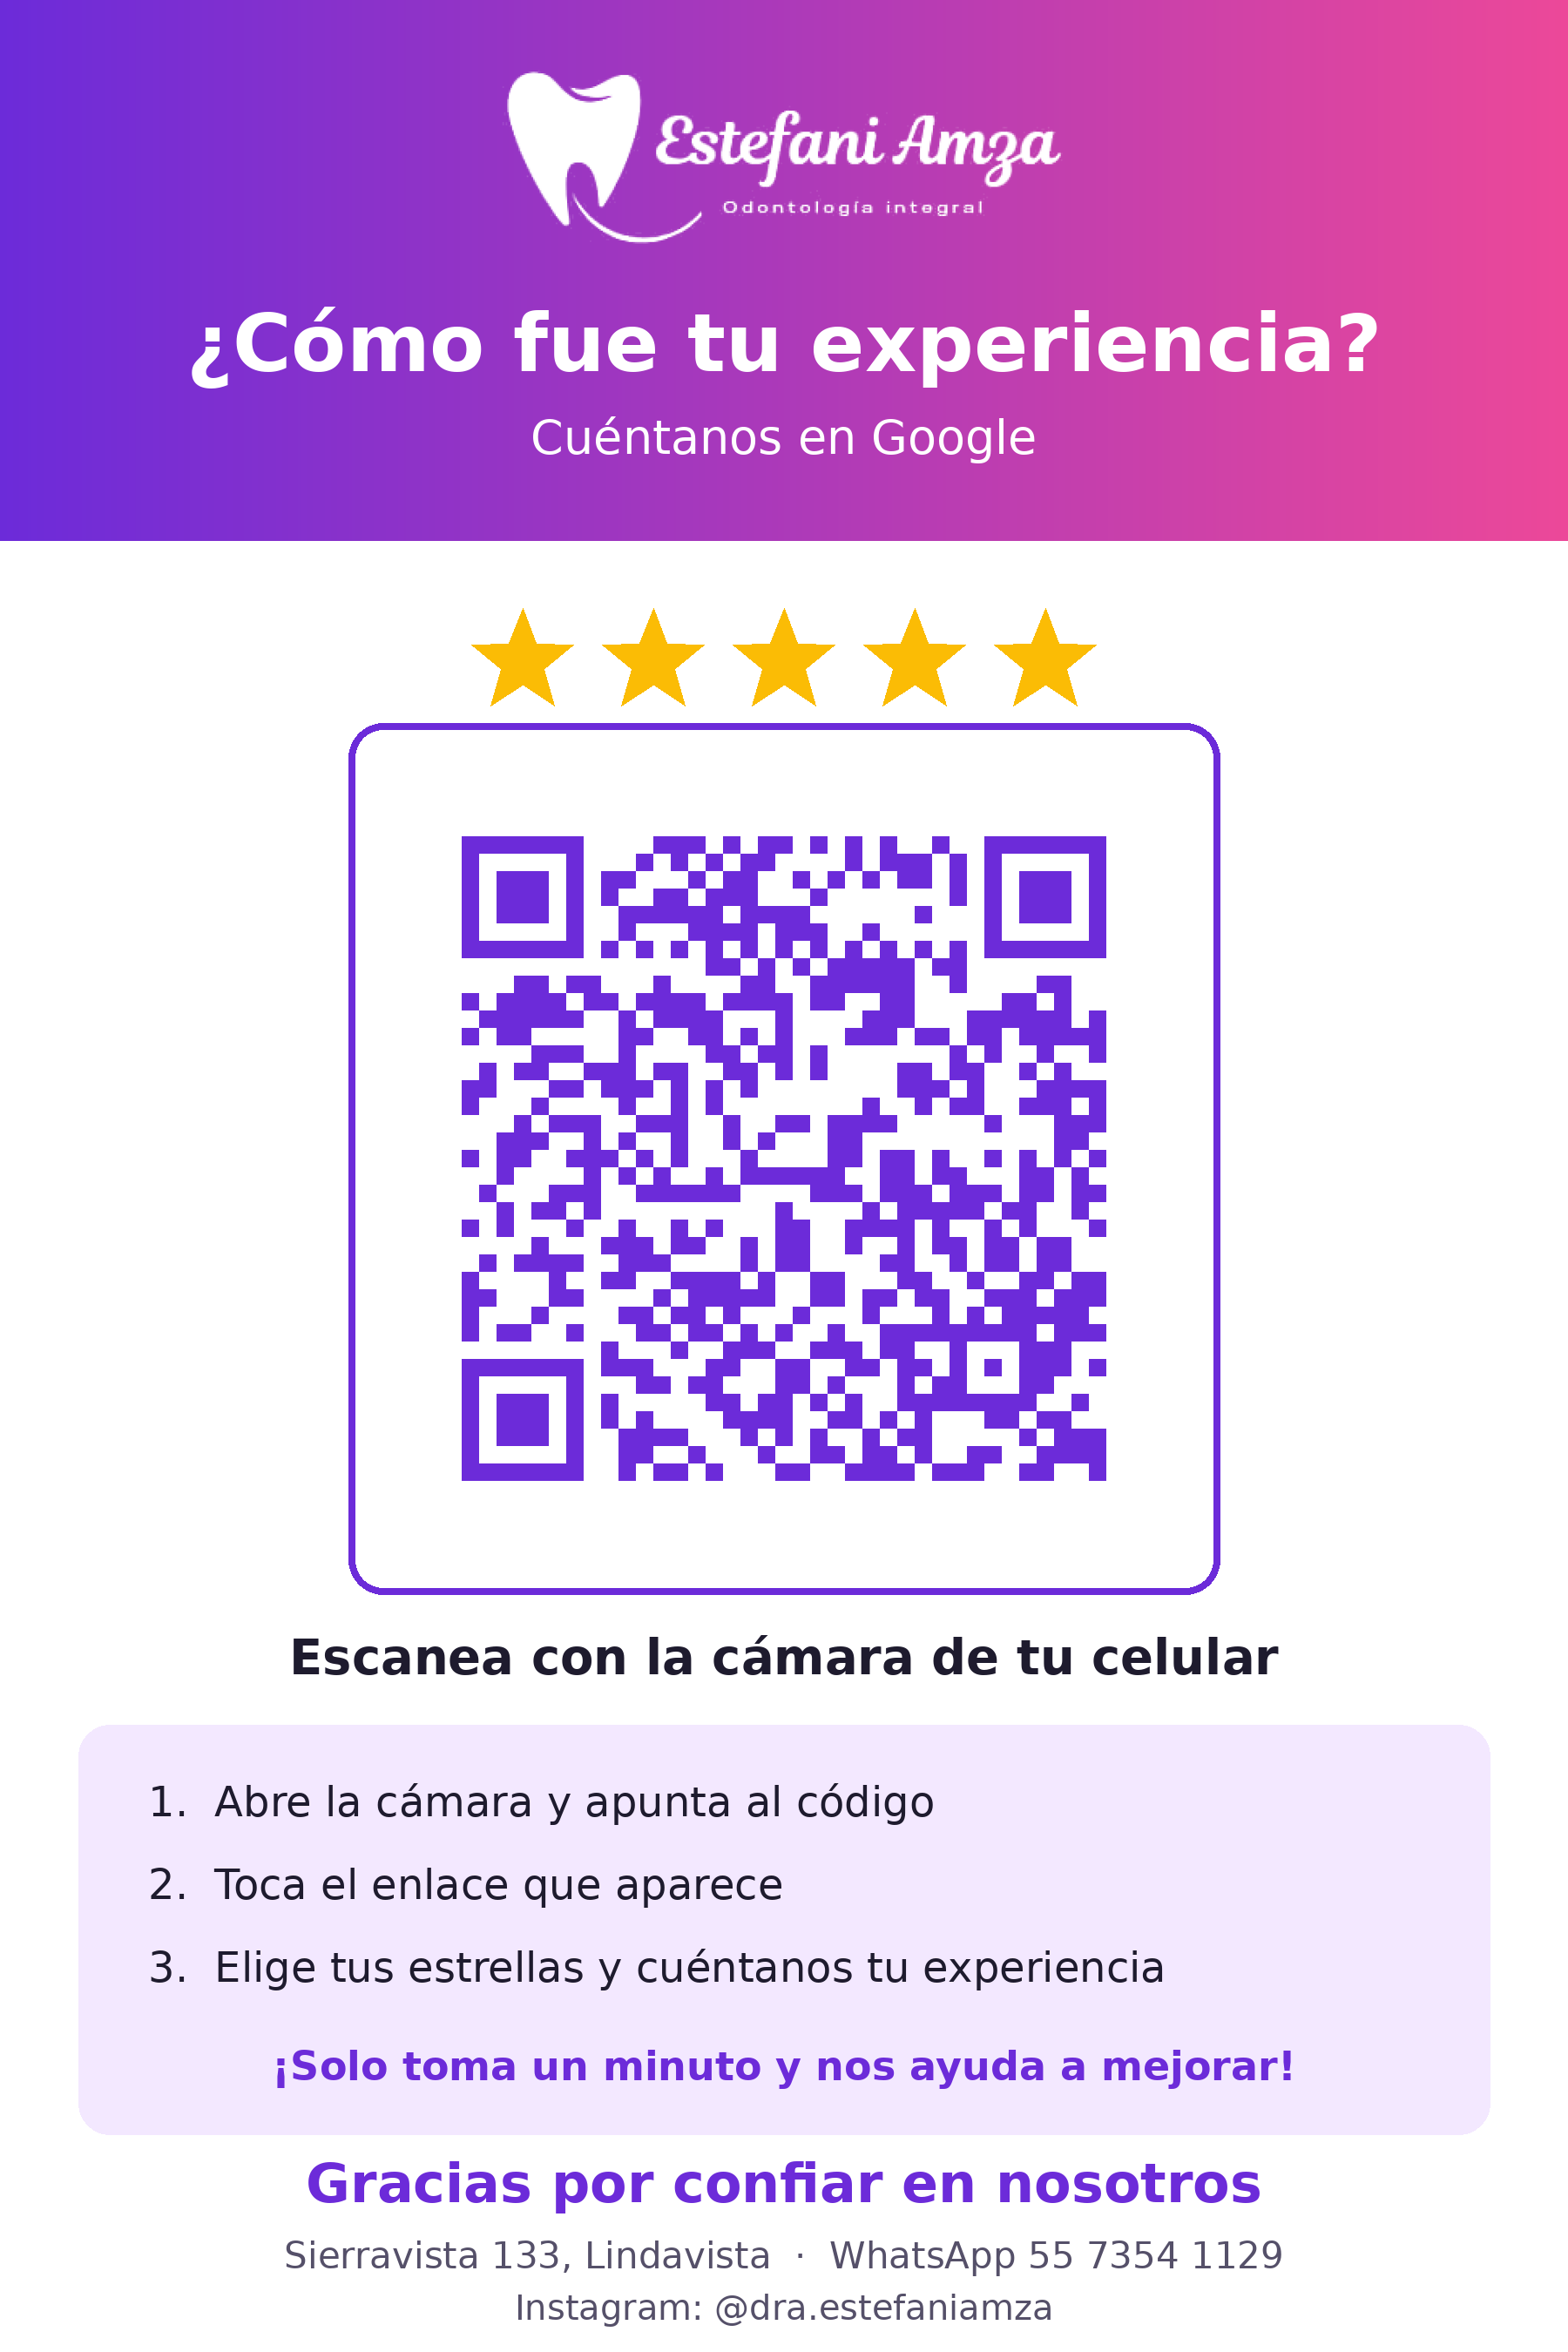 Estefani Amza
Odontología integral
¿Cómo fue tu experiencia?
Cuéntanos en Google
Escanea con la cámara de tu celular
1. Abre la cámara y apunta al código
2. Toca el enlace que aparece
3. Elige tus estrellas y cuéntanos tu experiencia
¡Solo toma un minuto y nos ayuda a mejorar!
Gracias por confiar en nosotros
Sierravista 133, Lindavista · WhatsApp 55 7354 1129
Instagram: @dra.estefaniamza